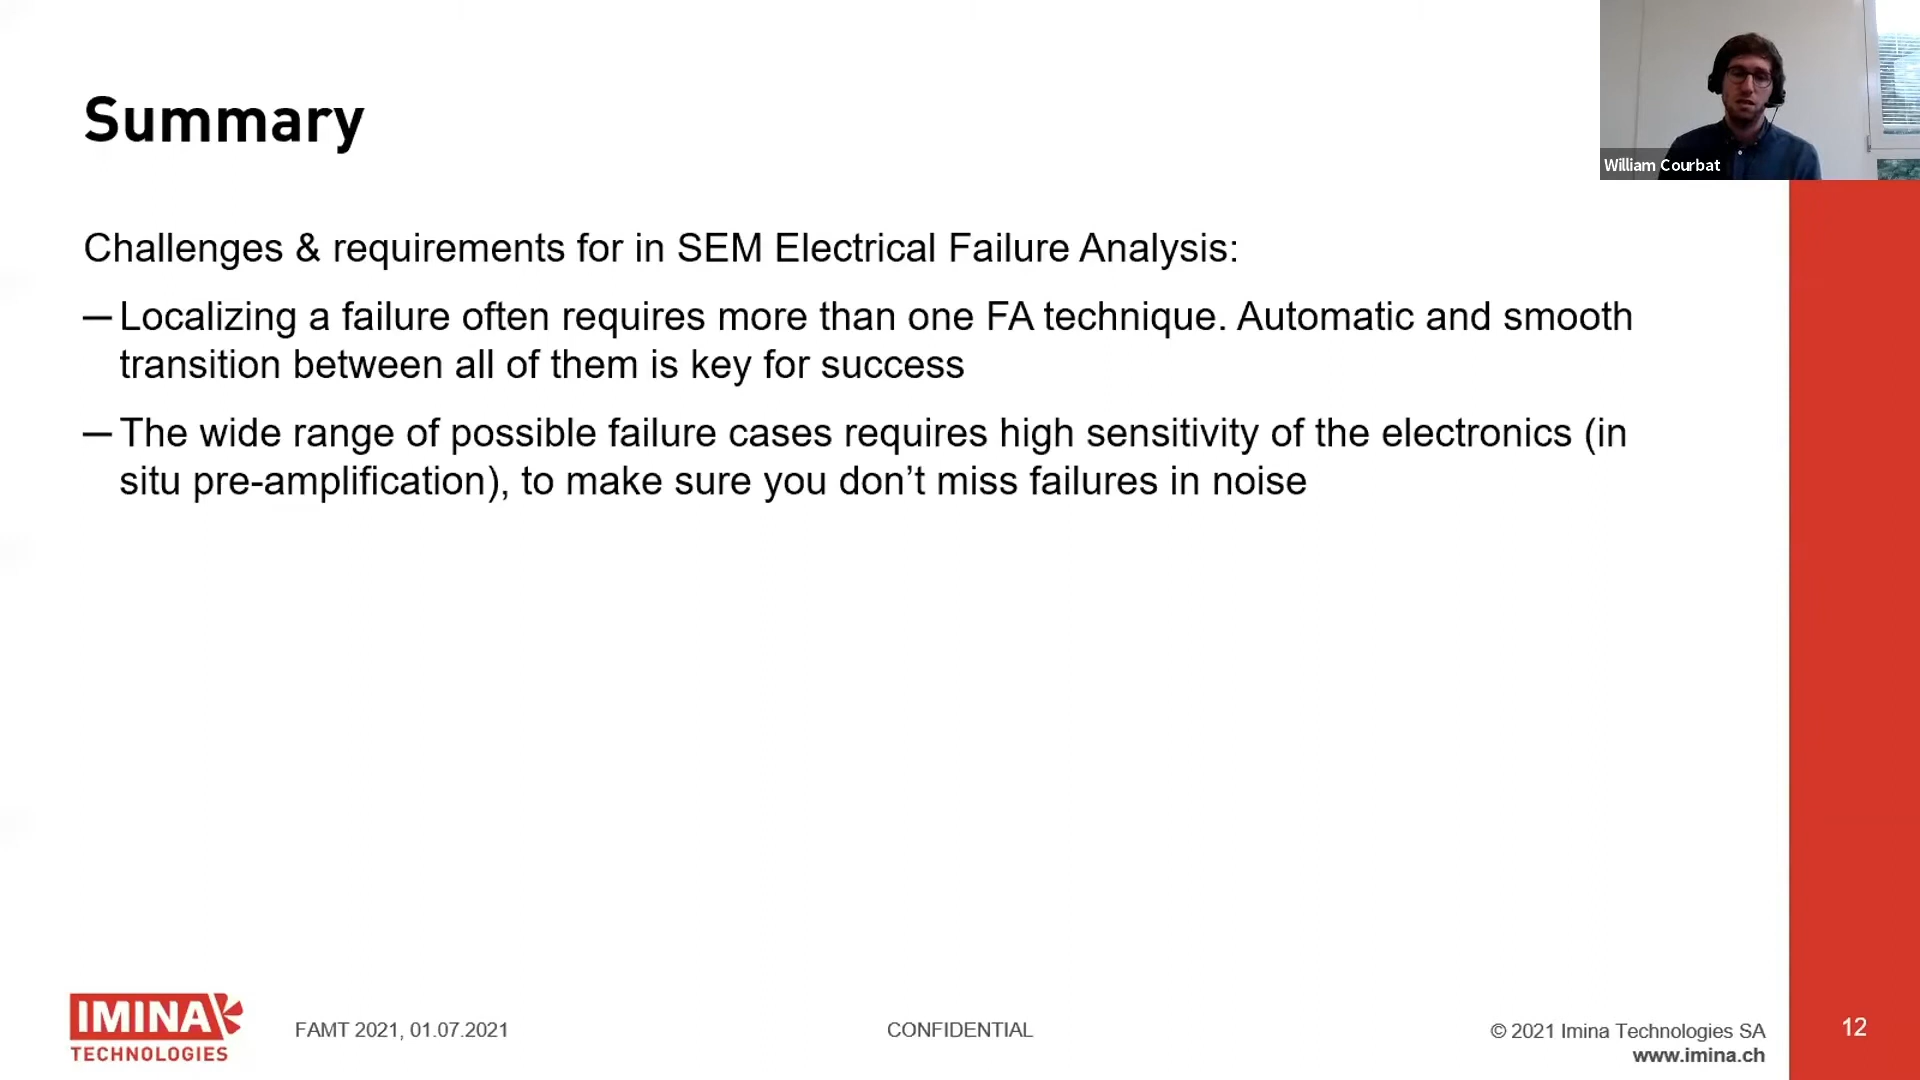 William Courbat
Summary
Challenges & requirements for in SEM Electrical Failure Analysis:
— Localizing a failure often requires more than one FA technique. Automatic and smooth
transition between all of them is key for success
— The wide range of possible failure cases requires high sensitivity of the electronics (in
situ pre-amplification), to make sure you don’t miss failures in noise
IMINA
TECHNOLOGIES
FAMT 2021, 01.07.2021
CONFIDENTIAL
© 2021 Imina Technologies SA
www.imina.ch
12